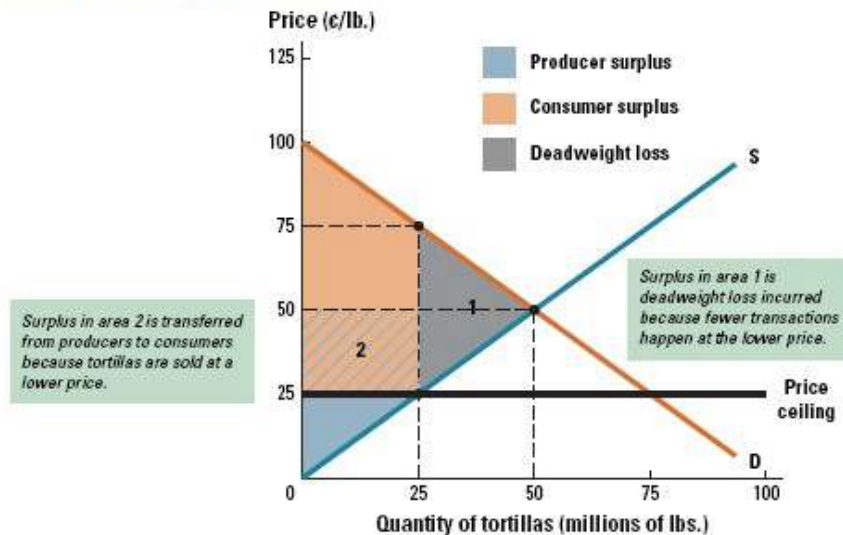 Price (¢/lb.)
125
Producer surplus
Consumer surplus
Deadweight loss
100
S
75
Surplus in area 1 is
deadweight loss incurred
because fewer transactions
happen at the lower price.
1
50
Surplus in area 2 is transferred
from producers to consumers
because tortillas are sold at a
lower price.
2
25
Price
ceiling
D
0
25
50
75
100
Quantity of tortillas (millions of lbs.)